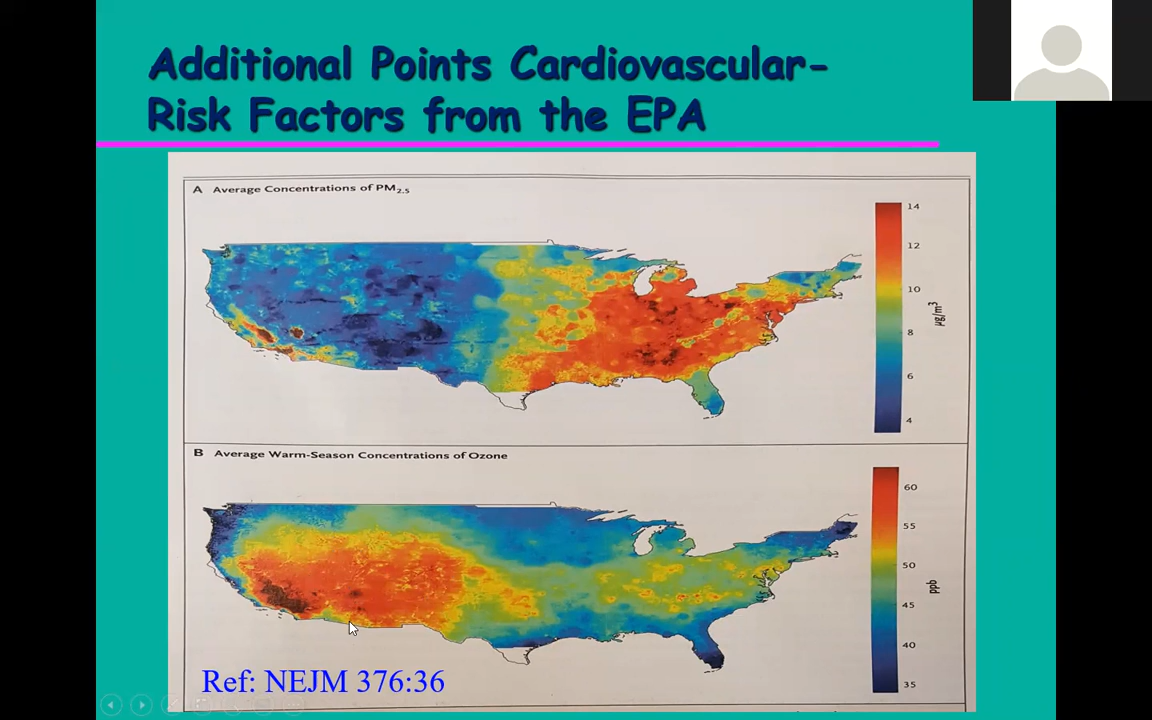 Additional Points Cardiovascular-
Risk Factors from the EPA
A Average Concentrations of PM2.5
14
12
10
8
6
4
µg/m³
B Average Warm-Season Concentrations of Ozone
60
55
50
45
40
35
ppb
Ref: NEJM 376:36